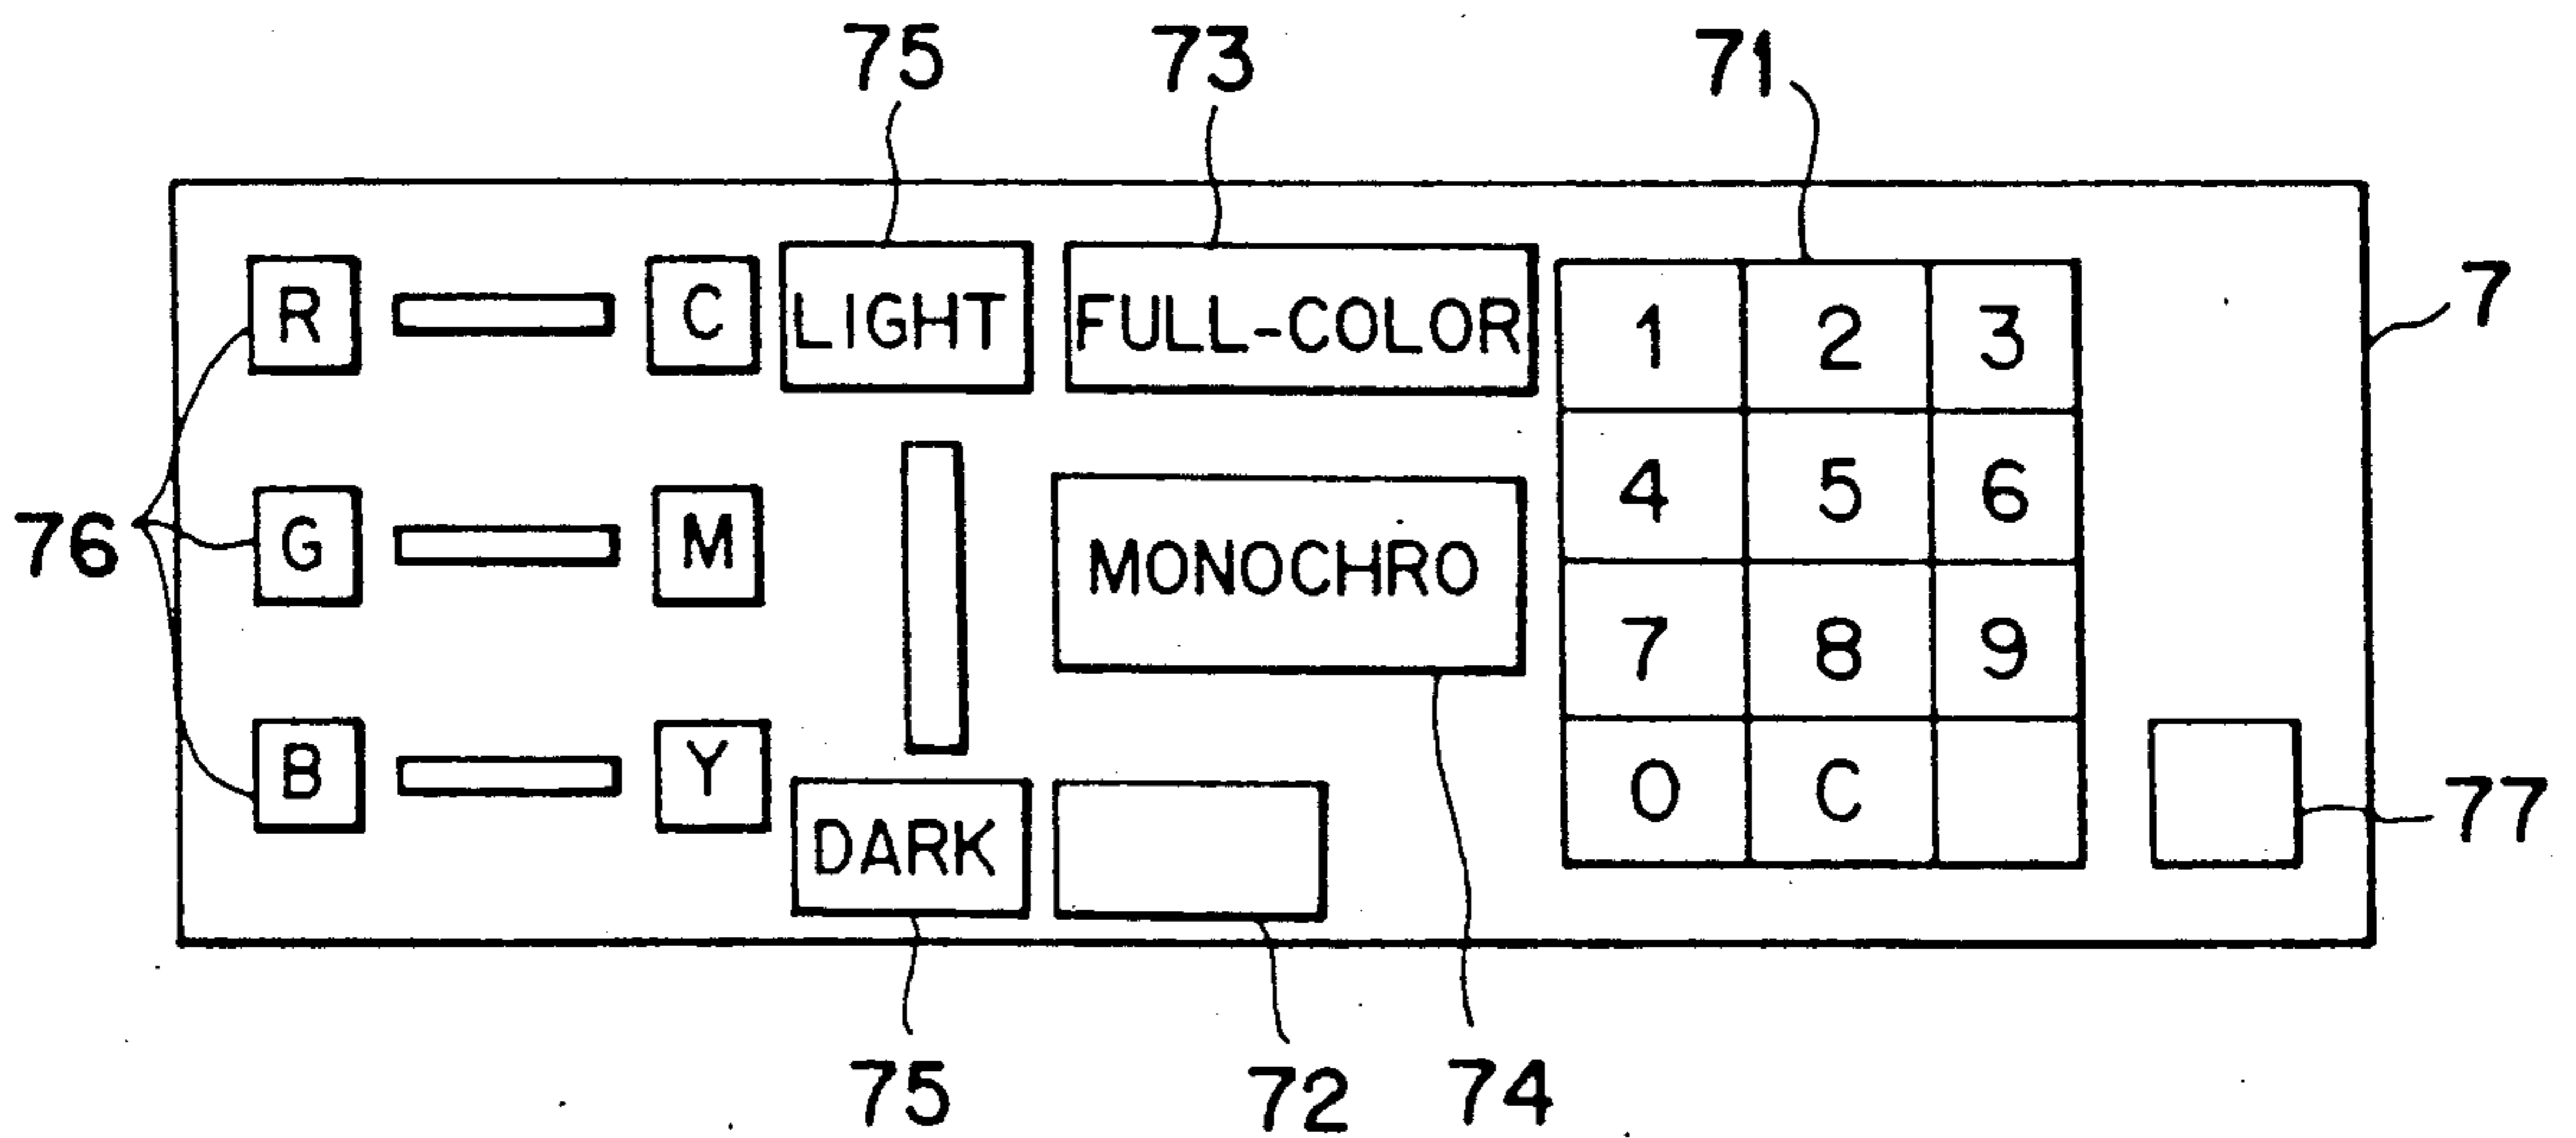 75 73 71
R C LIGHT FULL-COLOR 1 2 3
7
4 5 6
76 G M MONOCHRO
7 8 9
B Y 0 C
77
DARK
75 72 74